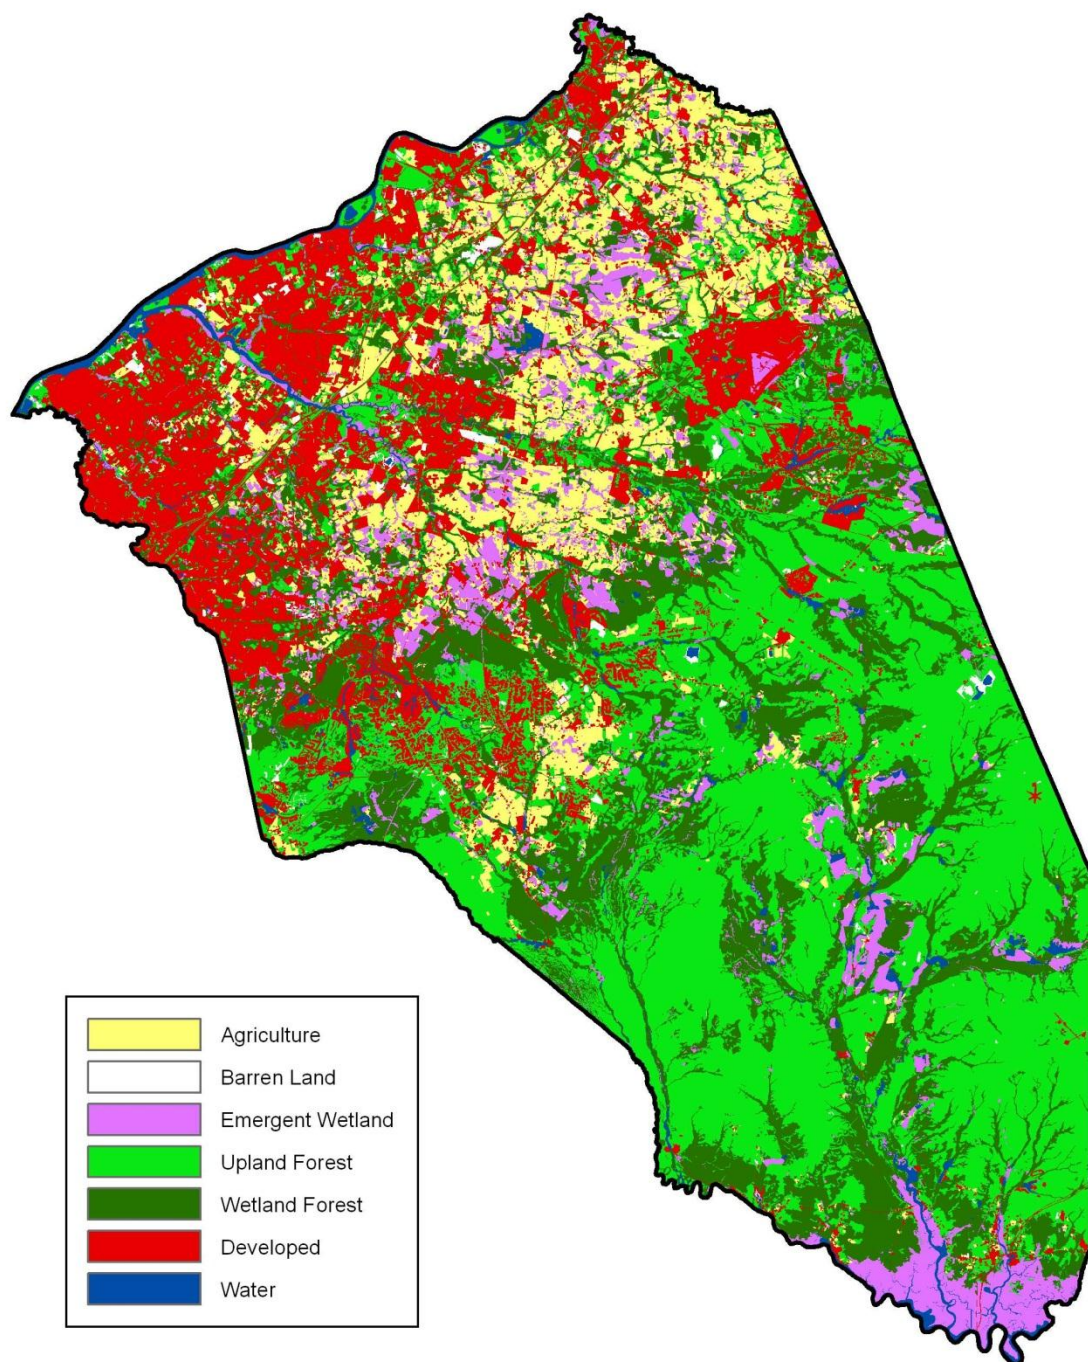 Agriculture
Barren Land
Emergent Wetland
Upland Forest
Wetland Forest
Developed
Water